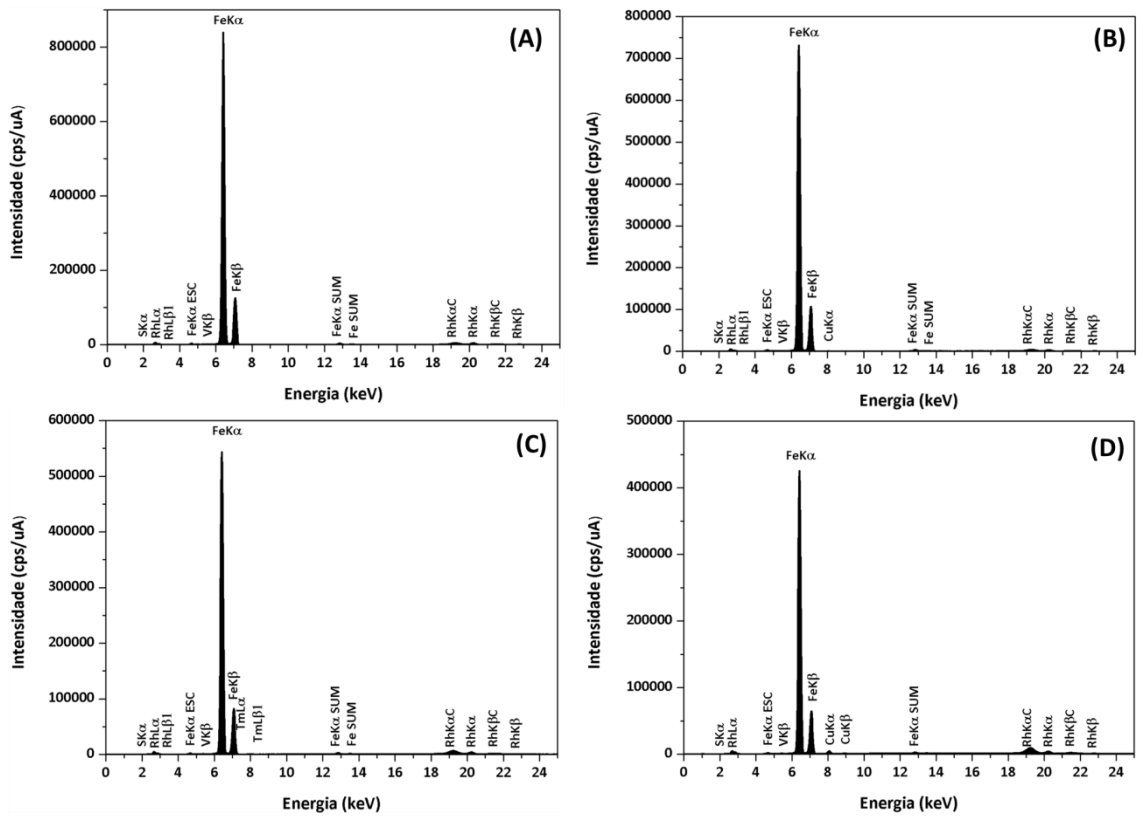 (A)
Intensidade (cps/uA)
800000
600000
400000
200000
0
FeKα
SKα
RhLα
RhLβ1
FeKα ESC
VKβ
FeKβ
FeKα SUM
Fe SUM
RhKαC
RhKα
RhKβC
RhKβ
0 2 4 6 8 10 12 14 16 18 20 22 24
Energia (keV)
(B)
Intensidade (cps/uA)
800000
700000
600000
500000
400000
300000
200000
100000
0
FeKα
SKα
RhLα
RhLβ1
FeKα ESC
VKβ
FeKβ
CuKα
FeKα SUM
Fe SUM
RhKαC
RhKα
RhKβC
RhKβ
0 2 4 6 8 10 12 14 16 18 20 22 24
Energia (keV)
(C)
Intensidade (cps/uA)
600000
500000
400000
300000
200000
100000
0
FeKα
SKα
RhLα
RhLβ1
FeKα ESC
VKβ
FeKβ
TmLα
TmLβ1
FeKα SUM
Fe SUM
RhKαC
RhKα
RhKβC
RhKβ
0 2 4 6 8 10 12 14 16 18 20 22 24
Energia (keV)
(D)
Intensidade (cps/uA)
500000
400000
300000
200000
100000
0
FeKα
SKα
RhLα
FeKα ESC
VKβ
FeKβ
CuKα
CuKβ
FeKα SUM
RhKαC
RhKα
RhKβC
RhKβ
0 2 4 6 8 10 12 14 16 18 20 22 24
Energia (keV)